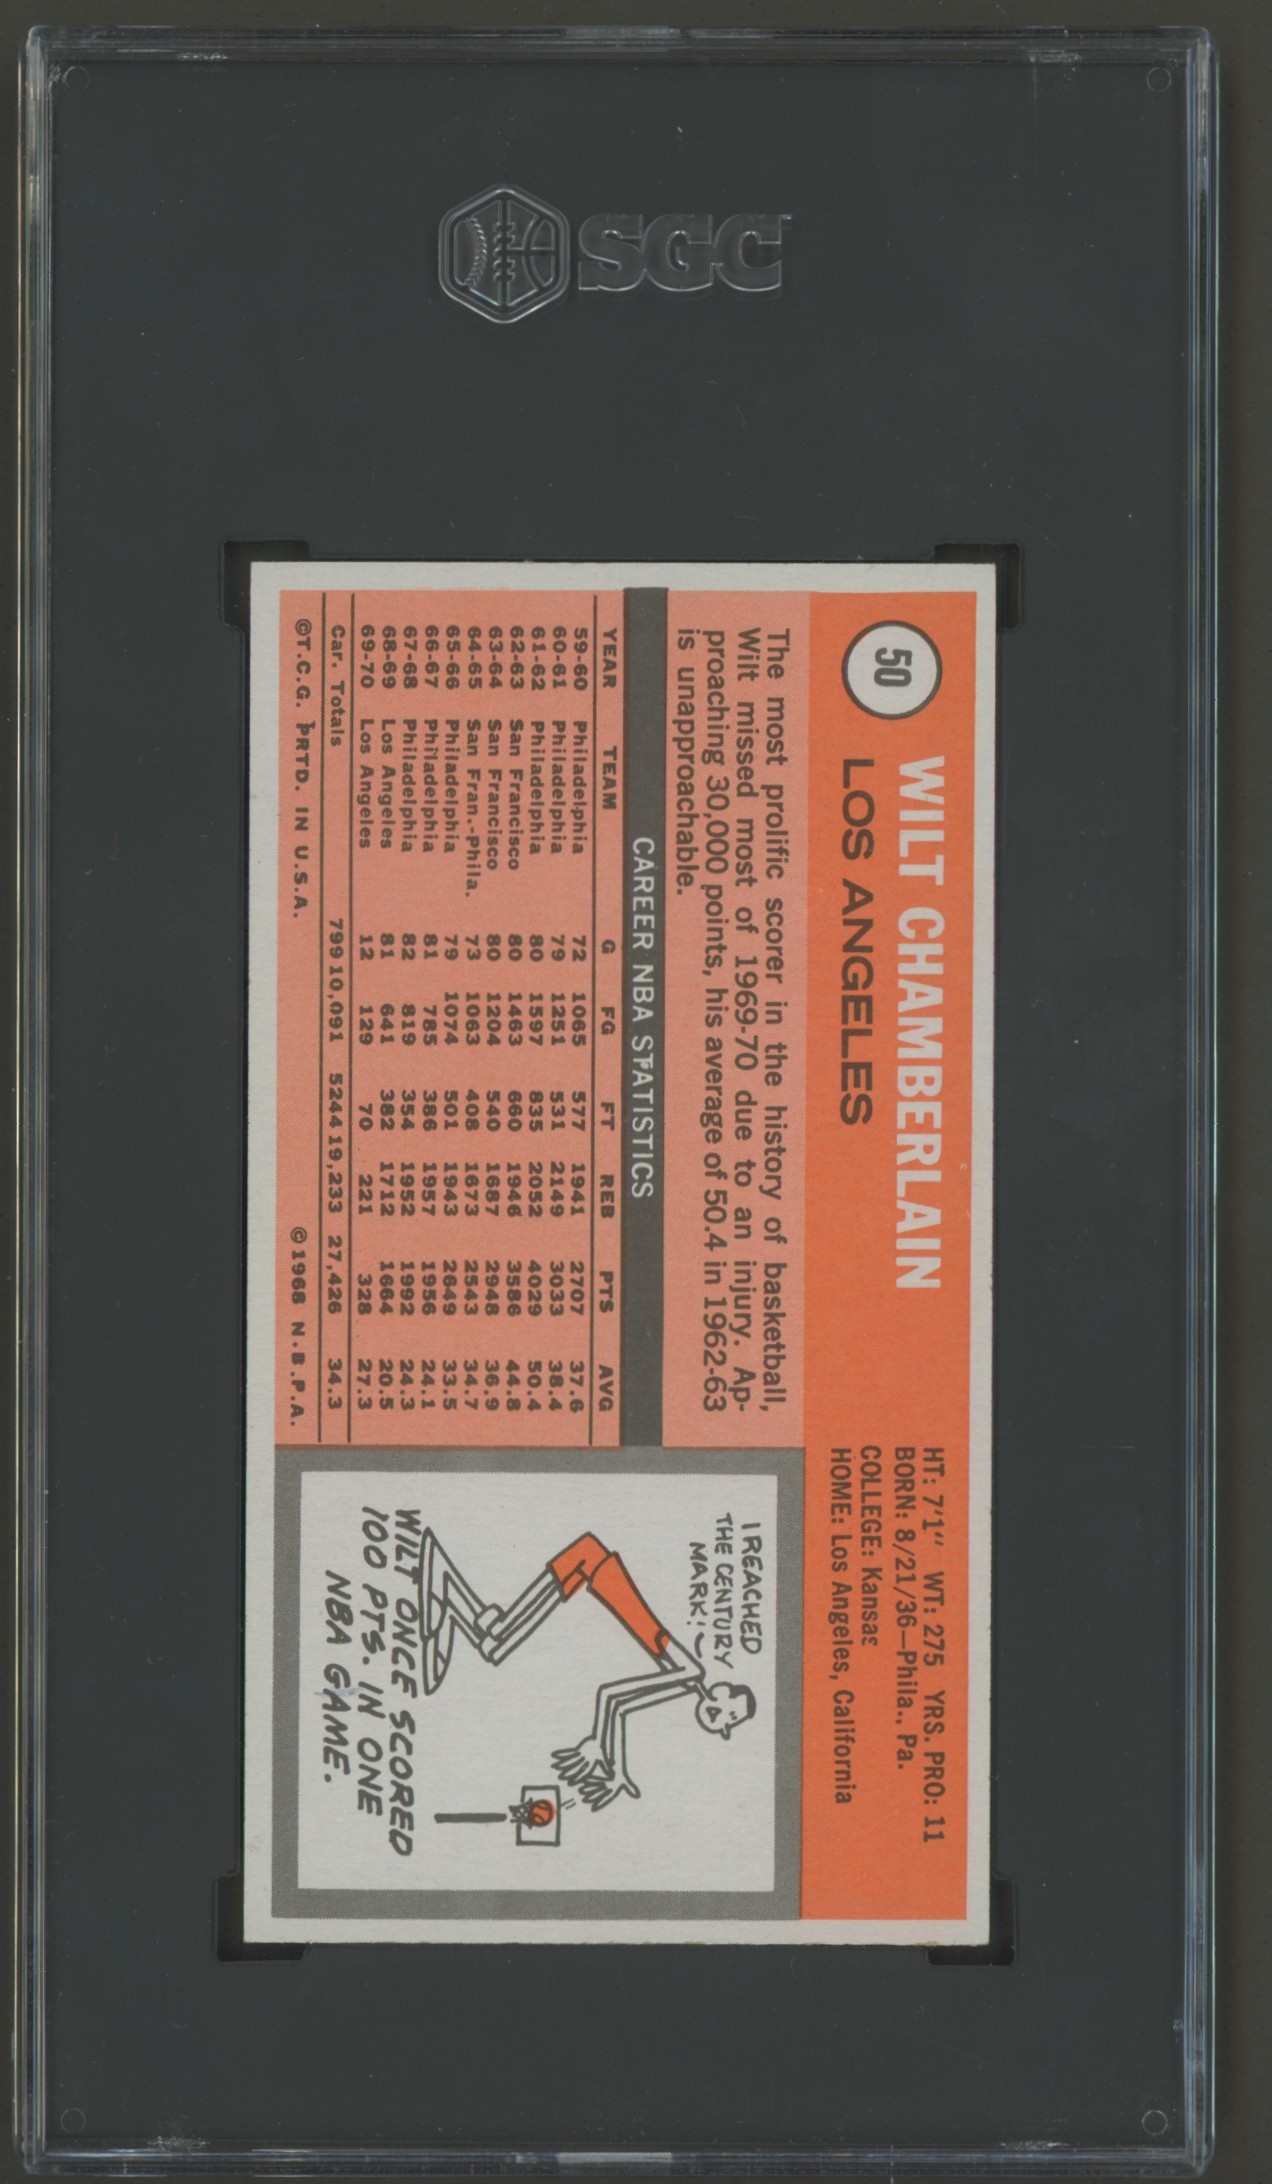 SGC
50
WILT CHAMBERLAIN
LOS ANGELES
HT: 7'1" WT: 275 YRS. PRO: 11
BORN: 8/21/36—Phila., Pa.
COLLEGE: Kansas
HOME: Los Angeles, California
The most prolific scorer in the history of basketball,
Wilt missed most of 1969-70 due to an injury. Ap-
proaching 30,000 points, his average of 50.4 in 1962-63
is unapproachable.
CAREER NBA STATISTICS
YEAR TEAM G FG FT REB PTS AVG
59-60 Philadelphia 72 1065 577 1941 2707 37.6
60-61 Philadelphia 79 1251 531 2149 3033 38.4
61-62 Philadelphia 80 1597 835 2052 4029 50.4
62-63 San Francisco 80 1463 660 1946 3586 44.8
63-64 San Francisco 80 1204 540 1687 2948 36.9
64-65 San Fran.-Phila. 73 1063 408 1673 2543 34.7
65-66 Philadelphia 79 1074 501 1943 2649 33.5
66-67 Philadelphia 81 785 386 1957 1956 24.1
67-68 Philadelphia 82 819 354 1952 1992 24.3
68-69 Los Angeles 81 641 382 1712 1664 20.5
69-70 Los Angeles 12 129 70 221 328 27.3
Car. Totals 799 10,091 5244 19,233 27,426 34.3
©T.C.G. PRTD. IN U.S.A. ©1968 N.B.P.A.
I REACHED
THE CENTURY
MARK!
WILT ONCE SCORED
100 PTS. IN ONE
NBA GAME.